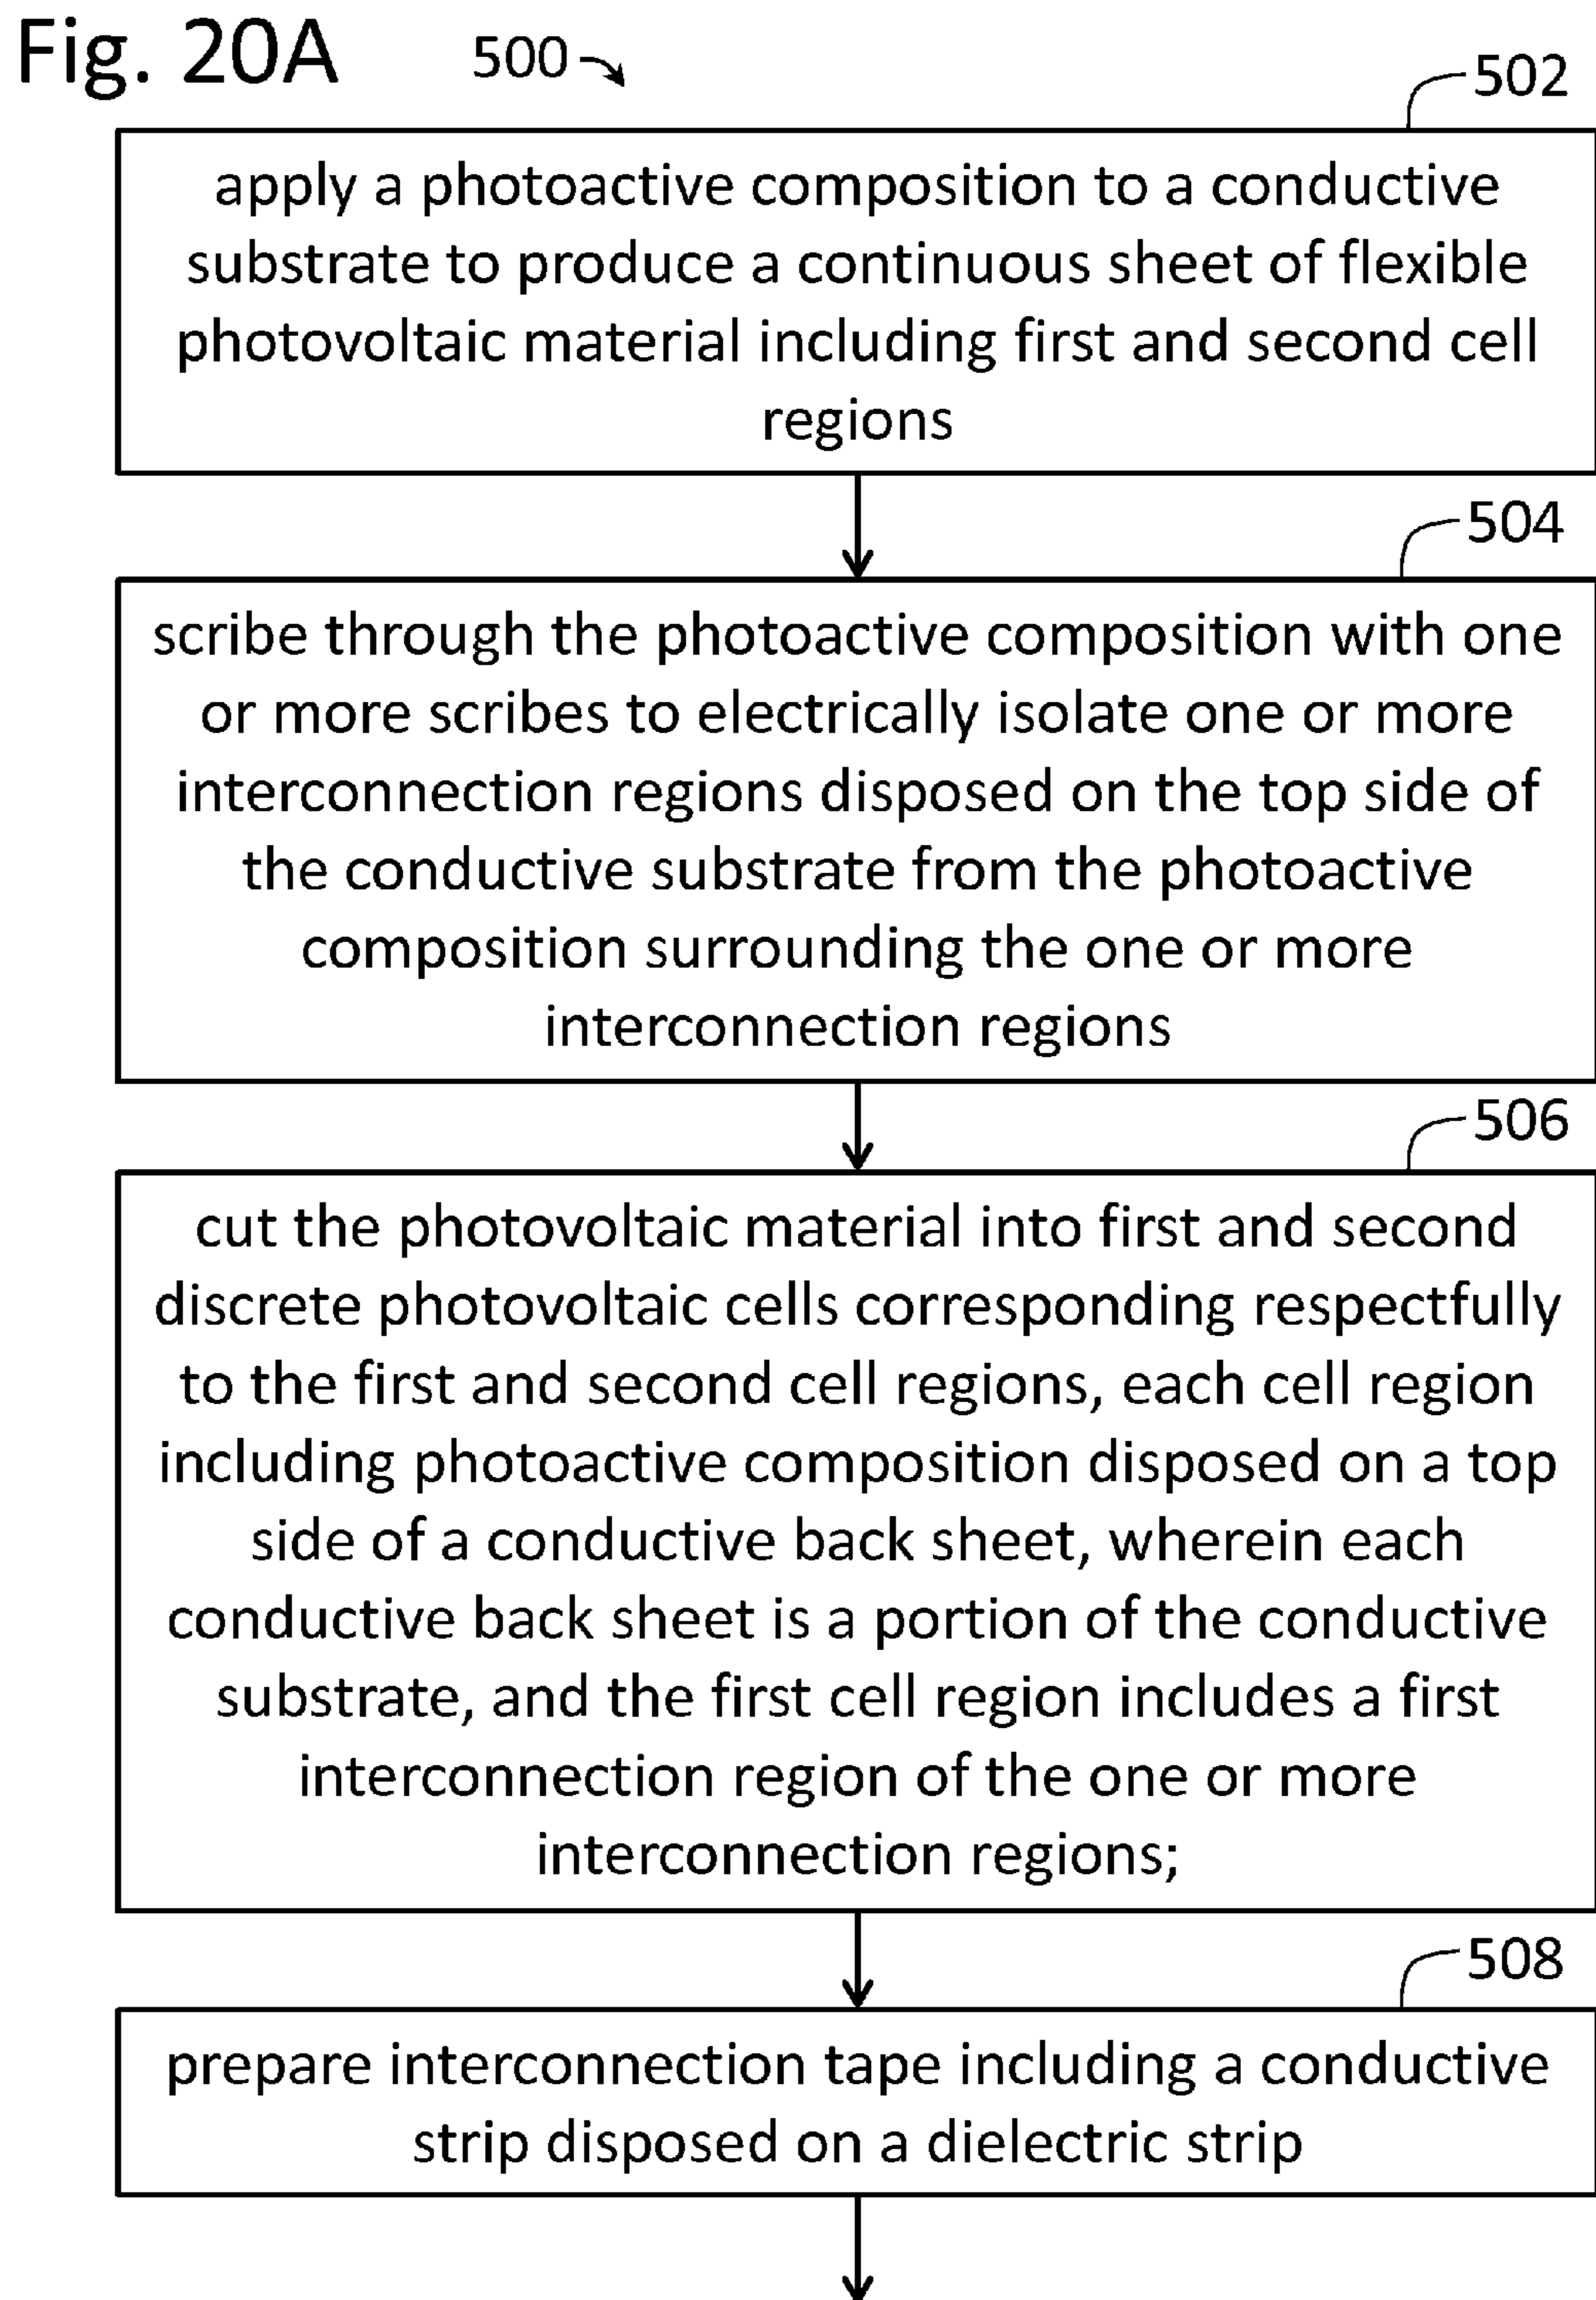 Fig. 20A
500
502
apply a photoactive composition to a conductive
substrate to produce a continuous sheet of flexible
photovoltaic material including first and second cell
regions
504
scribe through the photoactive composition with one
or more scribes to electrically isolate one or more
interconnection regions disposed on the top side of
the conductive substrate from the photoactive
composition surrounding the one or more
interconnection regions
506
cut the photovoltaic material into first and second
discrete photovoltaic cells corresponding respectfully
to the first and second cell regions, each cell region
including photoactive composition disposed on a top
side of a conductive back sheet, wherein each
conductive back sheet is a portion of the conductive
substrate, and the first cell region includes a first
interconnection region of the one or more
interconnection regions;
508
prepare interconnection tape including a conductive
strip disposed on a dielectric strip